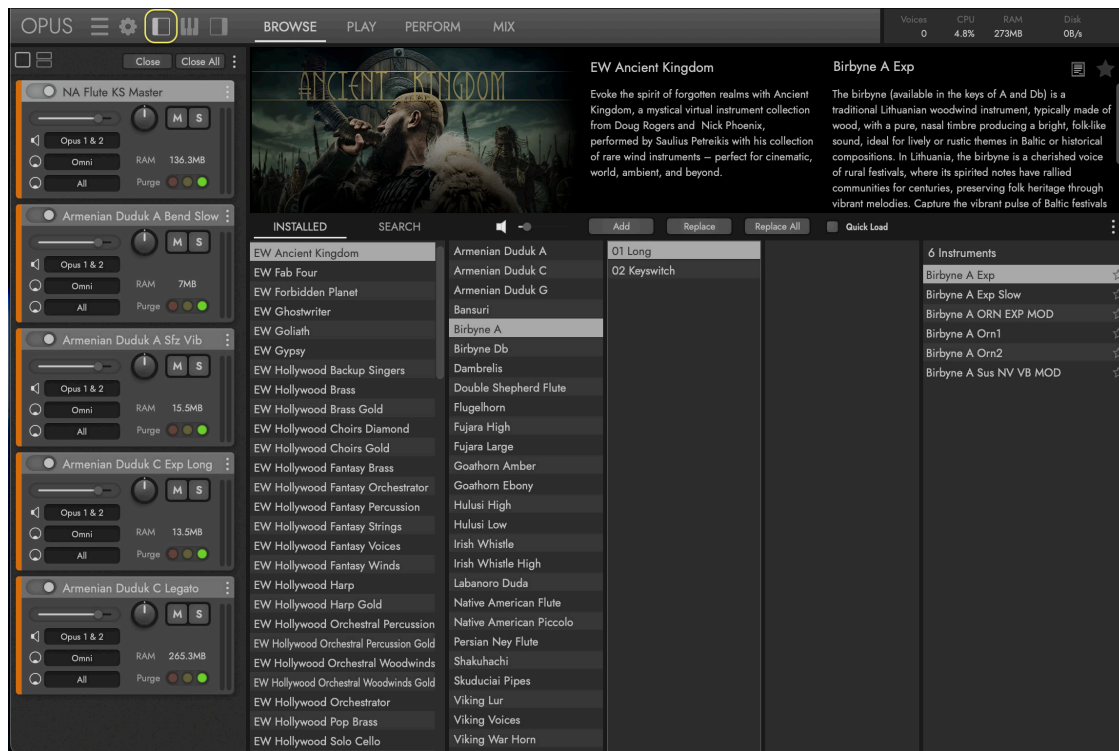 OPUS
BROWSE
PLAY
PERFORM
MIX
Voices
CPU
RAM
Disk
0
4.8%
273MB
0B/s
Close
Close All
NA Flute KS Master
M
S
Opus 1 & 2
Omni
RAM
136.3MB
All
Purge
Armenian Duduk A Bend Slow
M
S
Opus 1 & 2
Omni
RAM
7MB
All
Purge
Armenian Duduk A Sfz Vib
M
S
Opus 1 & 2
Omni
RAM
15.5MB
All
Purge
Armenian Duduk C Exp Long
M
S
Opus 1 & 2
Omni
RAM
13.5MB
All
Purge
Armenian Duduk C Legato
M
S
Opus 1 & 2
Omni
RAM
265.3MB
All
Purge
ANCIENT KINGDOM
EW Ancient Kingdom
Evoke the spirit of forgotten realms with Ancient
Kingdom, a mystical virtual instrument collection
from Doug Rogers and Nick Phoenix,
performed by Saulius Petreikis with his collection
of rare wind instruments – perfect for cinematic,
world, ambient, and beyond.
Birbyne A Exp
The birbyne (available in the keys of A and Db) is a
traditional Lithuanian woodwind instrument, typically made of
wood, with a pure, nasal timbre producing a bright, folk-like
sound, ideal for lively or rustic themes in Baltic or historical
compositions. In Lithuania, the birbyne is a cherished voice
of rural festivals, where its spirited notes have rallied
communities for centuries, preserving folk heritage through
vibrant melodies. Capture the vibrant pulse of Baltic festivals
INSTALLED
SEARCH
Add
Replace
Replace All
Quick Load
EW Ancient Kingdom
EW Fab Four
EW Forbidden Planet
EW Ghostwriter
EW Goliath
EW Gypsy
EW Hollywood Backup Singers
EW Hollywood Brass
EW Hollywood Brass Gold
EW Hollywood Choirs Diamond
EW Hollywood Choirs Gold
EW Hollywood Fantasy Brass
EW Hollywood Fantasy Orchestrator
EW Hollywood Fantasy Percussion
EW Hollywood Fantasy Strings
EW Hollywood Fantasy Voices
EW Hollywood Fantasy Winds
EW Hollywood Harp
EW Hollywood Harp Gold
EW Hollywood Orchestral Percussion
EW Hollywood Orchestral Percussion Gold
EW Hollywood Orchestral Woodwinds
EW Hollywood Orchestral Woodwinds Gold
EW Hollywood Orchestrator
EW Hollywood Pop Brass
EW Hollywood Solo Cello
Armenian Duduk A
Armenian Duduk C
Armenian Duduk G
Bansuri
Birbyne A
Birbyne Db
Dambrelis
Double Shepherd Flute
Flugelhorn
Fujara High
Fujara Large
Goathorn Amber
Goathorn Ebony
Hulusi High
Hulusi Low
Irish Whistle
Irish Whistle High
Labanoro Duda
Native American Flute
Native American Piccolo
Persian Ney Flute
Shakuhachi
Skuduciai Pipes
Viking Lur
Viking Voices
Viking War Horn
01 Long
02 Keyswitch
6 Instruments
Birbyne A Exp
Birbyne A Exp Slow
Birbyne A ORN EXP MOD
Birbyne A Orn1
Birbyne A Orn2
Birbyne A Sus NV VB MOD